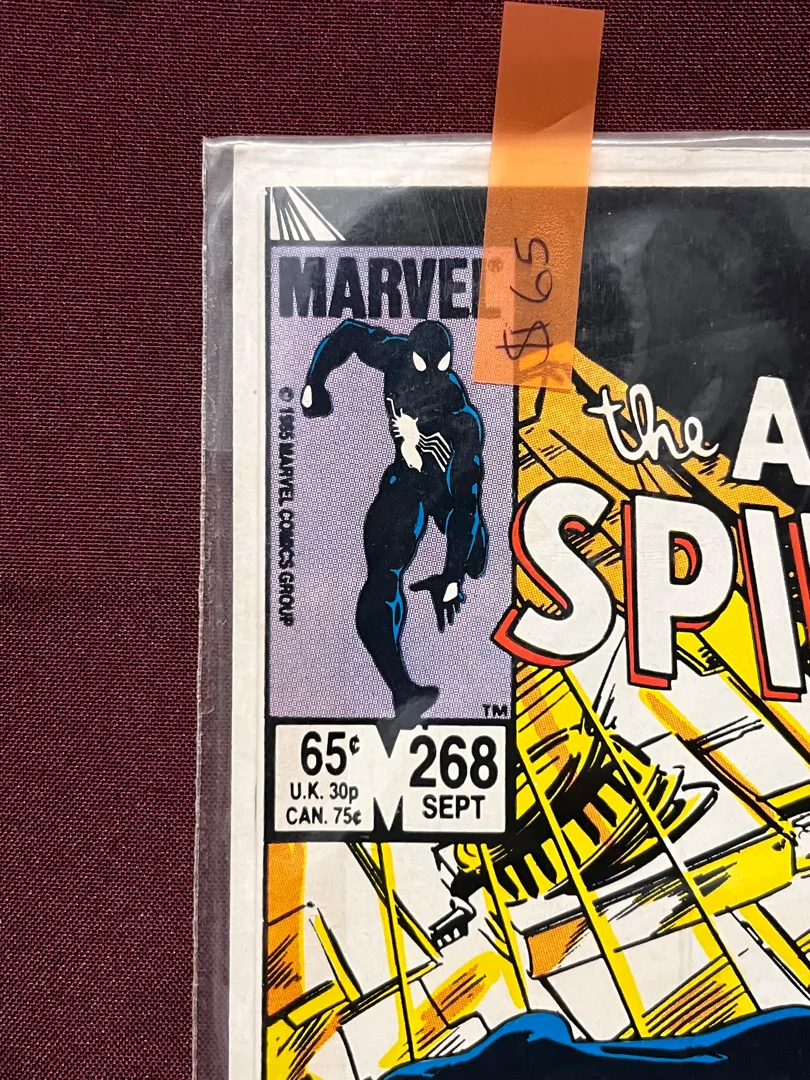 $65
MARVEL®
© 1985 MARVEL COMICS GROUP
TM
65¢
U.K. 30p
CAN. 75¢
268
SEPT
the A
SPI